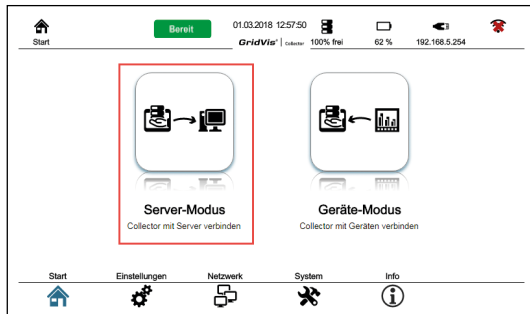 Start
Bereit
01.03.2018 12:57:50
GridVis® | Collector
100% frei
62 %
192.168.5.254
Server-Modus
Collector mit Server verbinden
Geräte-Modus
Collector mit Geräten verbinden
Start
Einstellungen
Netzwerk
System
Info